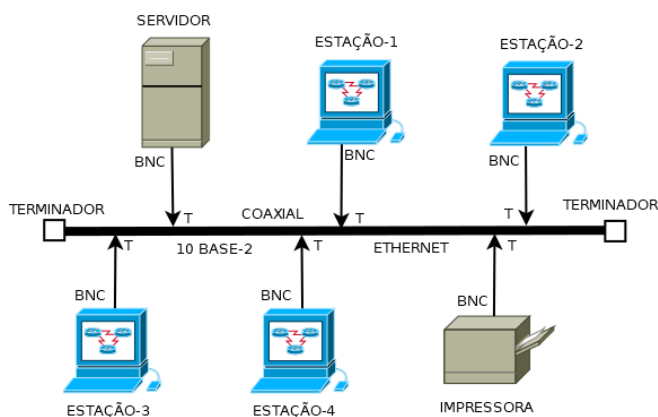 SERVIDOR
ESTAÇÃO-1
ESTAÇÃO-2
BNC
BNC
BNC
TERMINADOR
T
COAXIAL
T
T
TERMINADOR
T
10 BASE-2
T
ETHERNET
T
BNC
BNC
BNC
ESTAÇÃO-3
ESTAÇÃO-4
IMPRESSORA